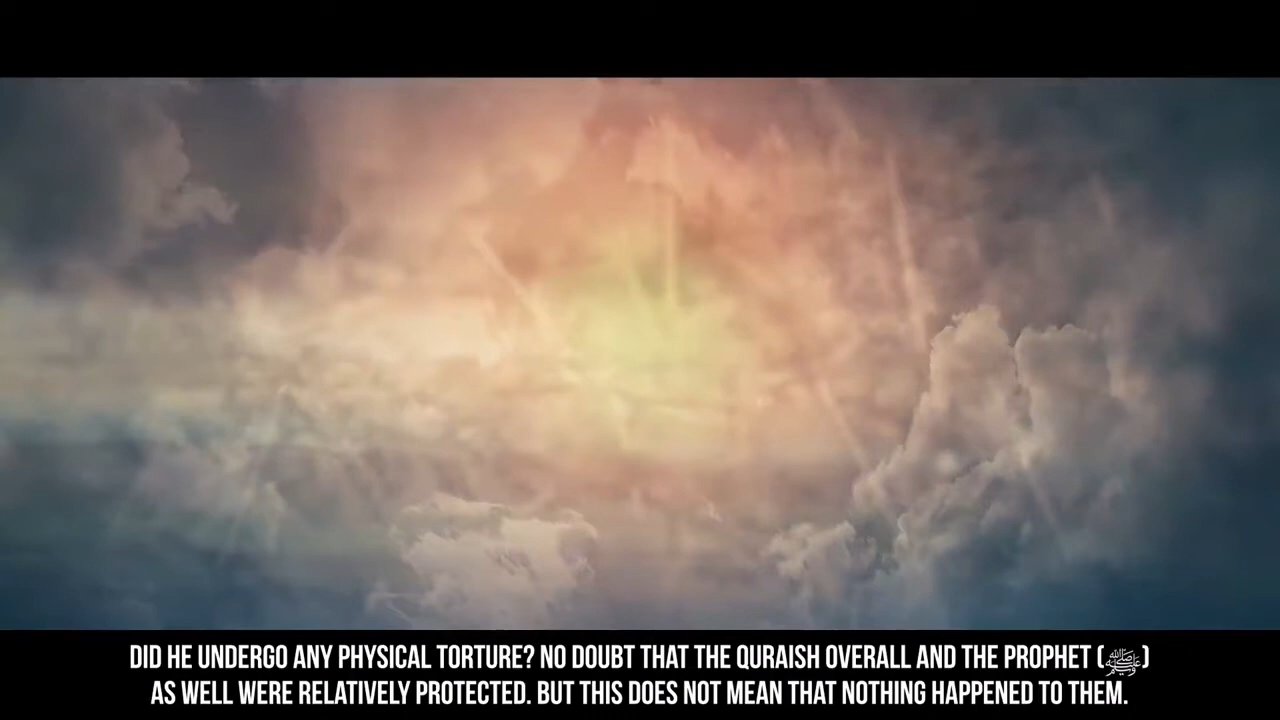 DID HE UNDERGO ANY PHYSICAL TORTURE? NO DOUBT THAT THE QURAISH OVERALL AND THE PROPHET (ﷺ)
AS WELL WERE RELATIVELY PROTECTED. BUT THIS DOES NOT MEAN THAT NOTHING HAPPENED TO THEM.